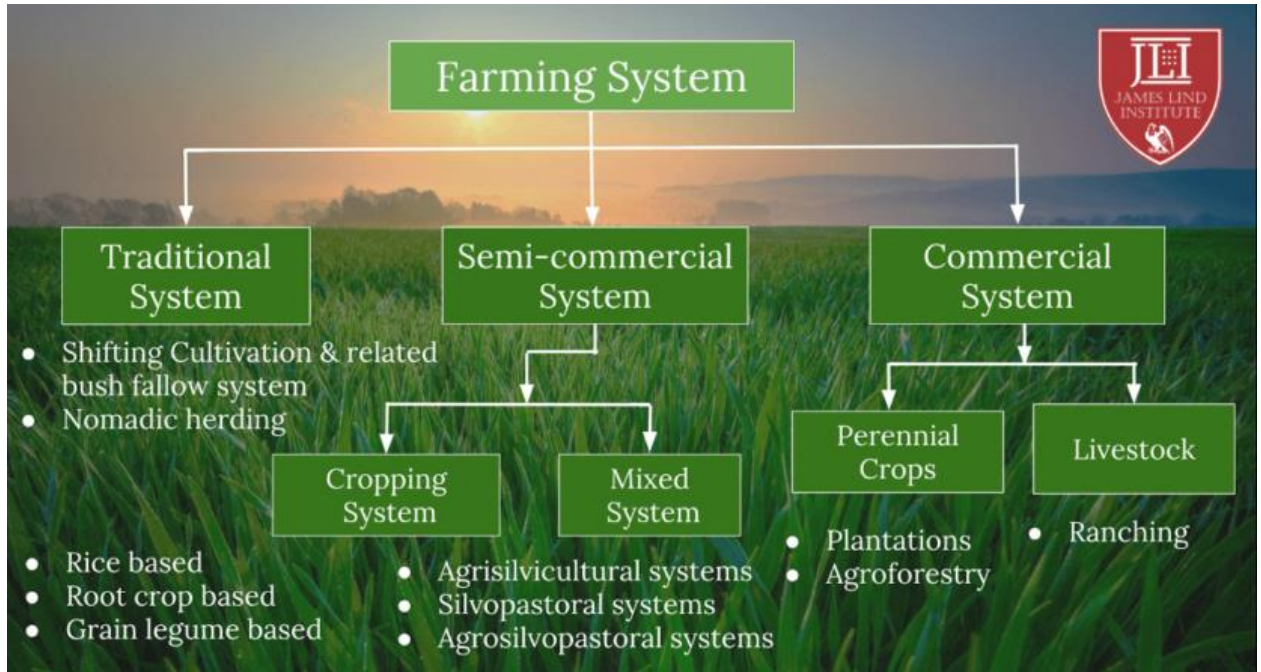 Farming System
JLI
JAMES LIND
INSTITUTE
Traditional
System
Semi-commercial
System
Commercial
System
● Shifting Cultivation & related
bush fallow system
● Nomadic herding
Cropping
System
Mixed
System
Perennial
Crops
Livestock
● Rice based
● Root crop based
● Grain legume based
● Agrisilvicultural systems
● Silvopastoral systems
● Agrosilvopastoral systems
● Plantations
● Agroforestry
● Ranching